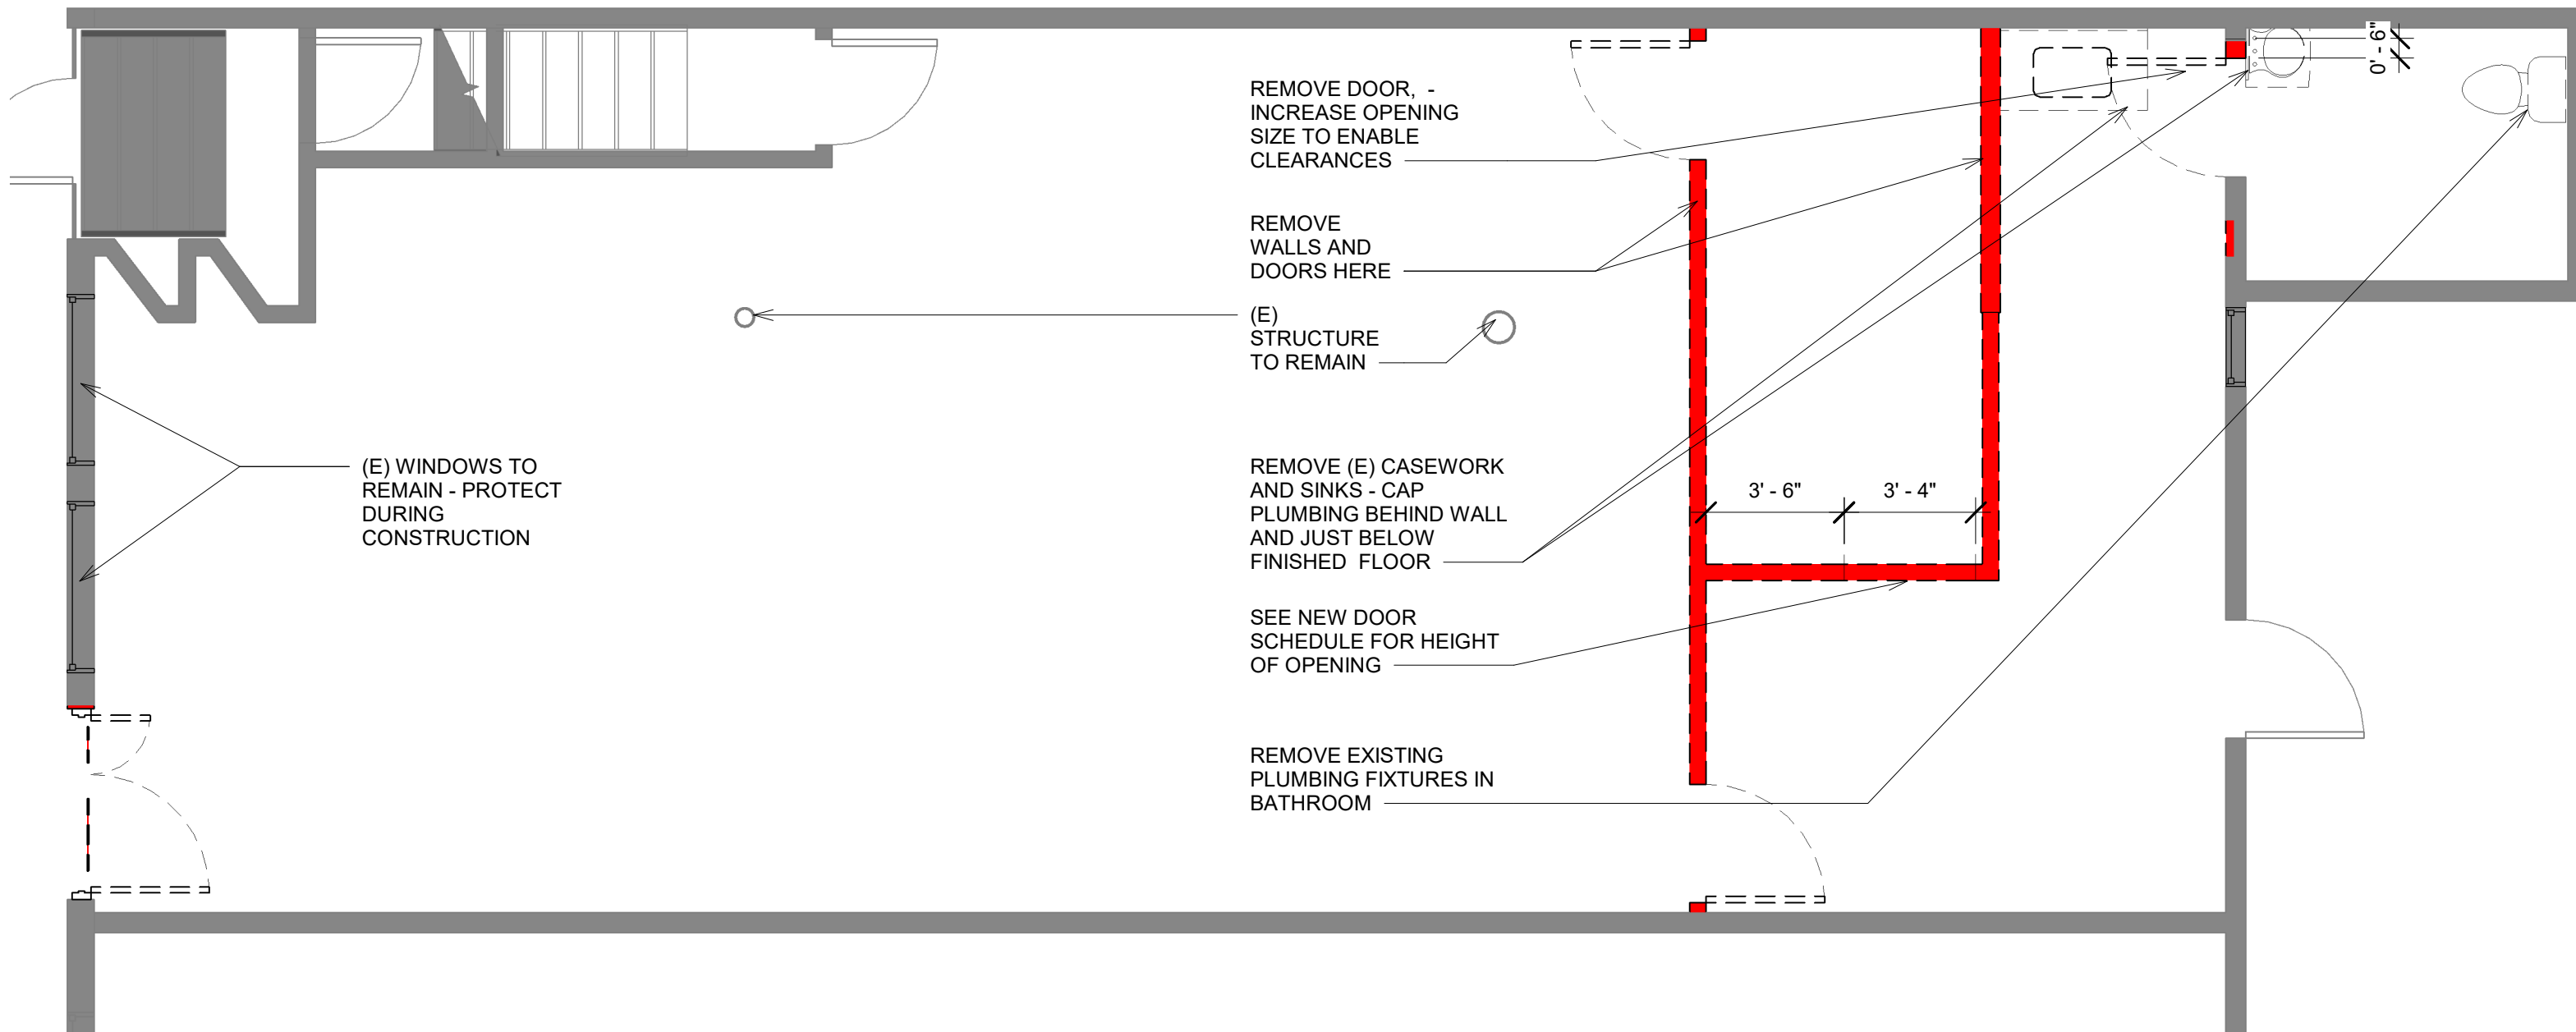 REMOVE DOOR,  -
INCREASE OPENING
SIZE TO ENABLE
CLEARANCES
0' - 6"
REMOVE
WALLS AND
DOORS HERE
(E)
STRUCTURE
TO REMAIN
(E) WINDOWS TO
REMAIN - PROTECT
DURING
CONSTRUCTION
REMOVE (E) CASEWORK
AND SINKS - CAP
PLUMBING BEHIND WALL
AND JUST BELOW
FINISHED  FLOOR
3' - 6"
3' - 4"
SEE NEW DOOR
SCHEDULE FOR HEIGHT
OF OPENING
REMOVE EXISTING
PLUMBING FIXTURES IN
BATHROOM